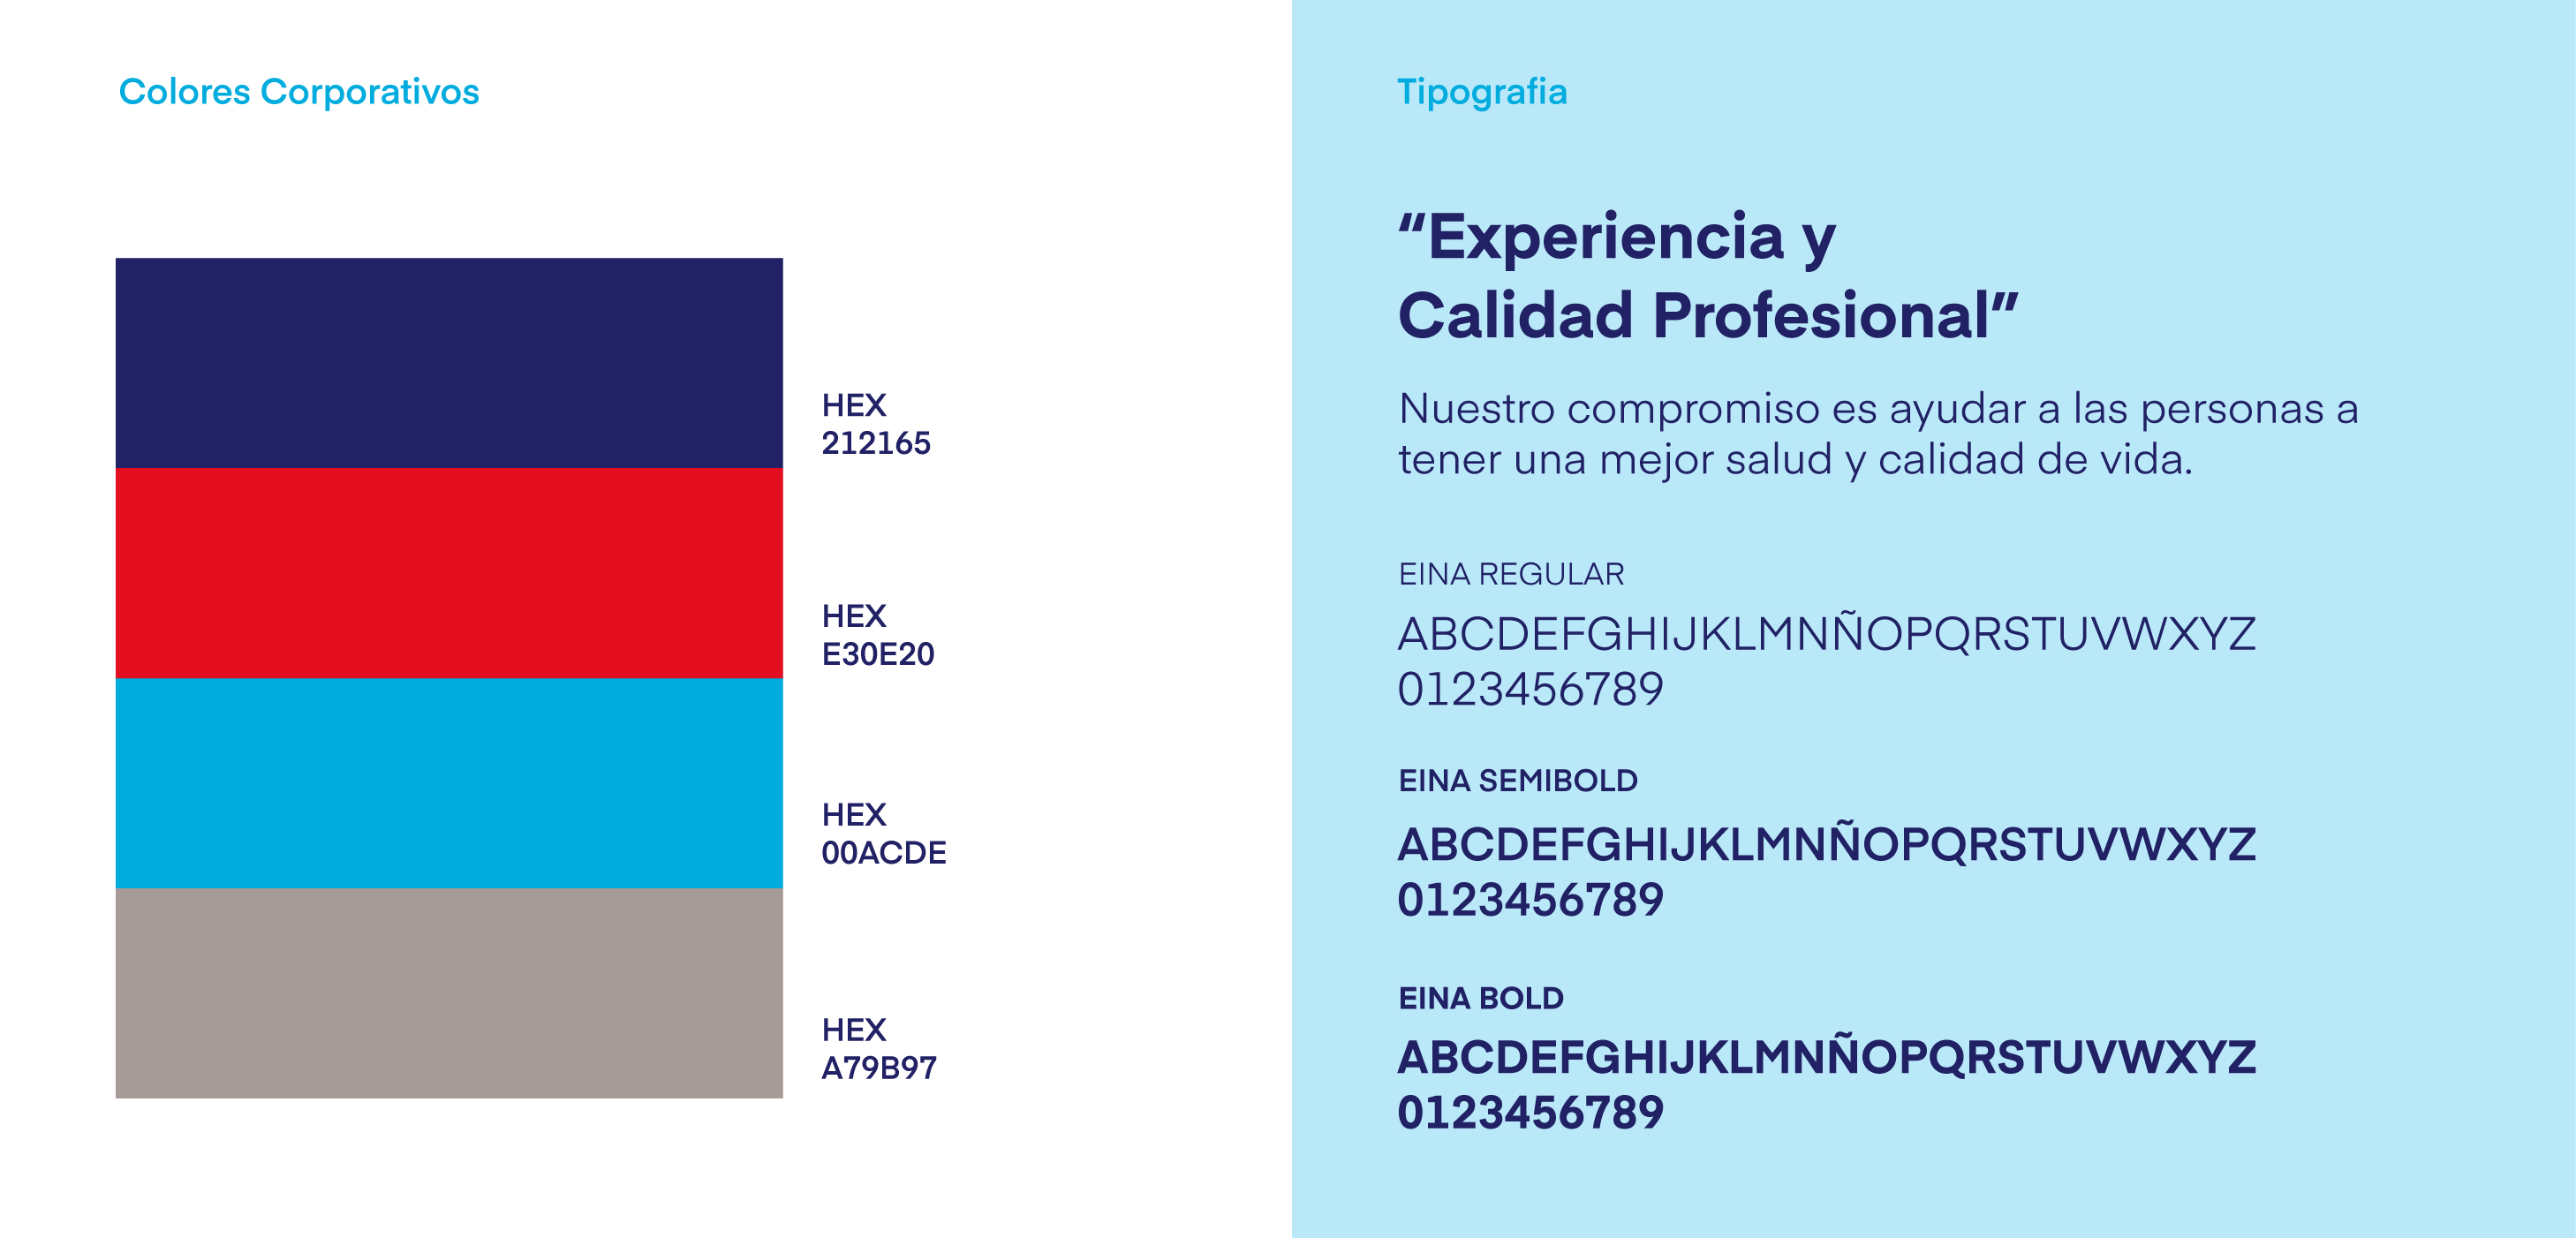 Colores Corporativos
HEX
212165
HEX
E30E20
HEX
00ACDE
HEX
A79B97
Tipografia
“Experiencia y
Calidad Profesional”
Nuestro compromiso es ayudar a las personas a
tener una mejor salud y calidad de vida.
EINA REGULAR
ABCDEFGHIJKLMNÑOPQRSTUVWXYZ
0123456789
EINA SEMIBOLD
ABCDEFGHIJKLMNÑOPQRSTUVWXYZ
0123456789
EINA BOLD
ABCDEFGHIJKLMNÑOPQRSTUVWXYZ
0123456789